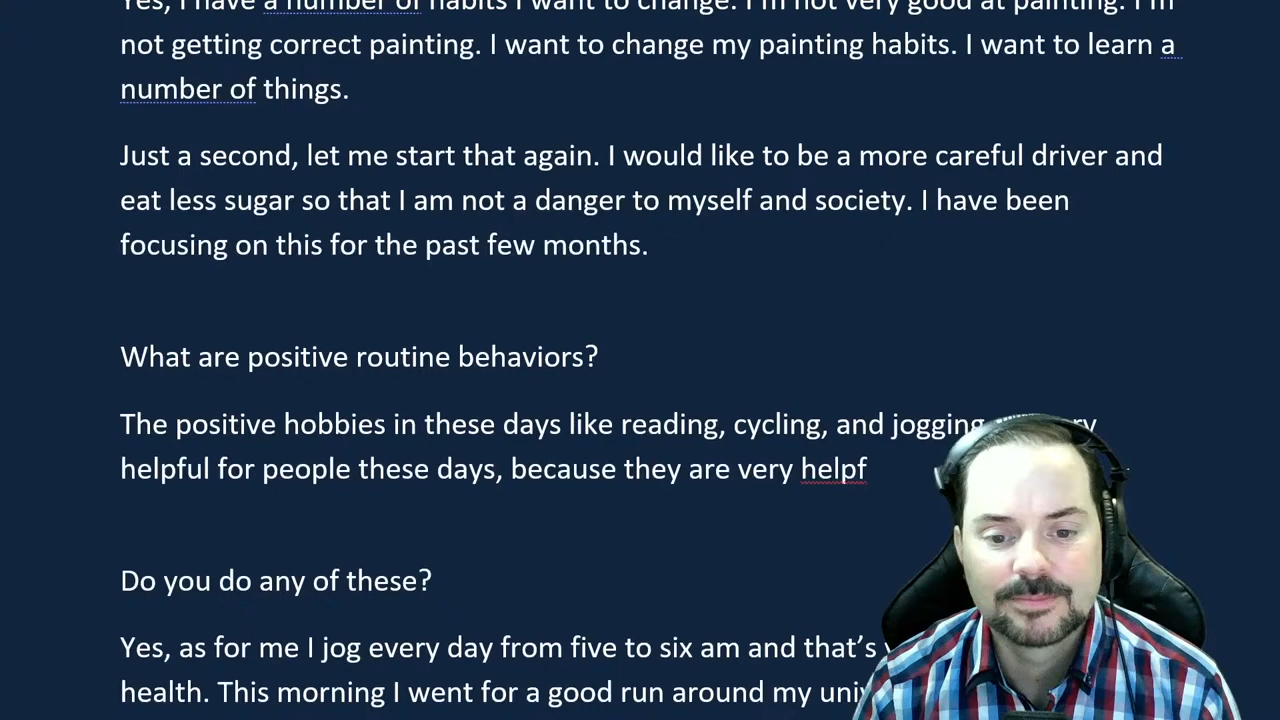 Yes, I have a number of habits I want to change. I'm not very good at painting. I'm
not getting correct painting. I want to change my painting habits. I want to learn a
number of things.
Just a second, let me start that again. I would like to be a more careful driver and
eat less sugar so that I am not a danger to myself and society. I have been
focusing on this for the past few months.
What are positive routine behaviors?
The positive hobbies in these days like reading, cycling, and jogging
helpful for people these days, because they are very helpf
Do you do any of these?
Yes, as for me I jog every day from five to six am and that’s
health. This morning I went for a good run around my